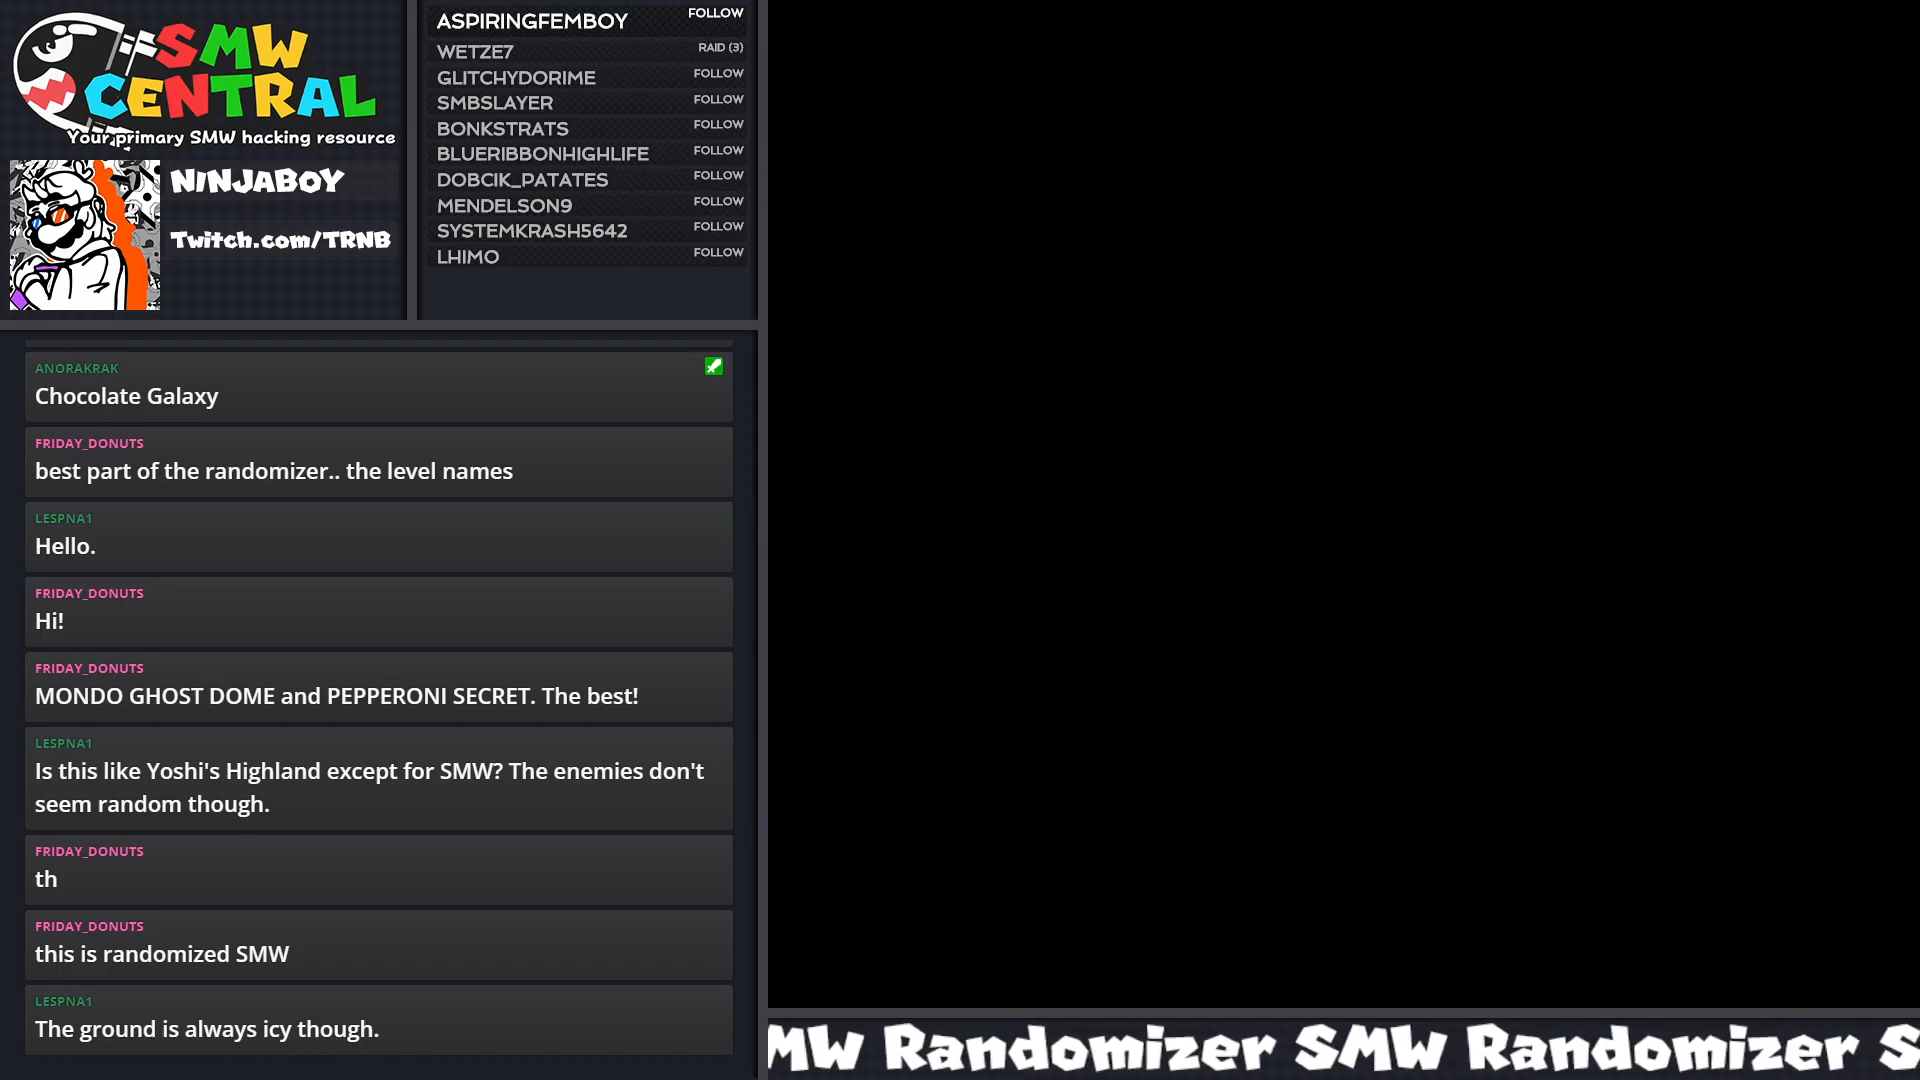 SMW
CENTRAL
Your primary SMW hacking resource
NINJABOY
Twitch.com/TRNB
ASPIRINGFEMBOY FOLLOW
WETZE7 RAID (3)
GLITCHYDORIME FOLLOW
SMBSLAYER FOLLOW
BONKSTRATS FOLLOW
BLUERIBBONHIGHLIFE FOLLOW
DOBCIK_PATATES FOLLOW
MENDELSON9 FOLLOW
SYSTEMKRASH5642 FOLLOW
LHIMO FOLLOW
ANORAKRAK
Chocolate Galaxy
FRIDAY_DONUTS
best part of the randomizer.. the level names
LESPNA1
Hello.
FRIDAY_DONUTS
Hi!
FRIDAY_DONUTS
MONDO GHOST DOME and PEPPERONI SECRET. The best!
LESPNA1
Is this like Yoshi's Highland except for SMW? The enemies don't
seem random though.
FRIDAY_DONUTS
th
FRIDAY_DONUTS
this is randomized SMW
LESPNA1
The ground is always icy though.
MW Randomizer SMW Randomizer S